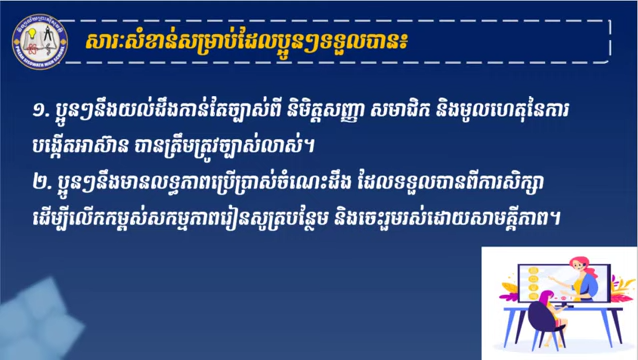 សារៈសំខាន់សម្រាប់ដែលប្អូនៗទទួលបាន៖
១. ប្អូនៗនឹងយល់ដឹងកាន់តែច្បាស់ពី និមិត្តសញ្ញា សមាជិក និងមូលហេតុនៃការ
បង្កើតអាស៊ាន បានត្រឹមត្រូវច្បាស់លាស់។
២. ប្អូនៗនឹងមានលទ្ធភាពប្រើប្រាស់ចំណេះដឹង ដែលទទួលបានពីការសិក្សា
ដើម្បីលើកកម្ពស់សកម្មភាពរៀនសូត្របន្ថែម និងចេះរួមរស់ដោយសាមគ្គីភាព។